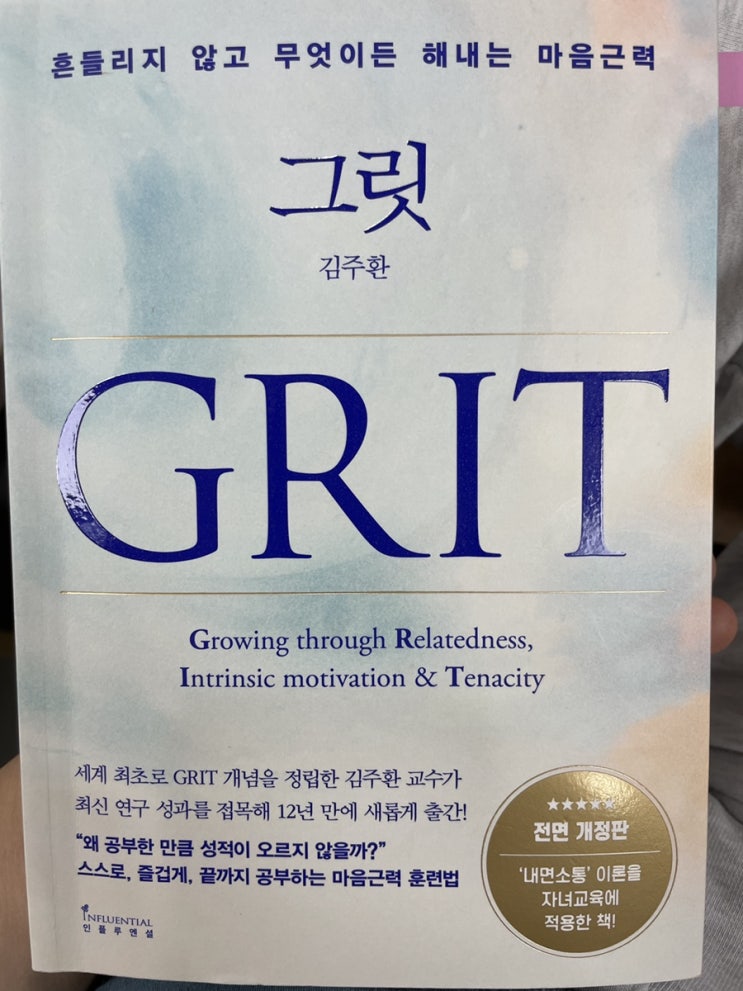 흔들리지 않고 무엇이든 해내는 마음근력
그릿
김주환
GRIT
Growing through Relatedness,
Intrinsic motivation & Tenacity
세계 최초로 GRIT 개념을 정립한 김주환 교수가
최신 연구 성과를 접목해 12년 만에 새롭게 출간!
“왜 공부한 만큼 성적이 오르지 않을까?”
스스로, 즐겁게, 끝까지 공부하는 마음근력 훈련법
INFLUENTIAL
인플루엔셜
★★★★★
전면 개정판
‘내면소통’ 이론을
자녀교육에
적용한 책!